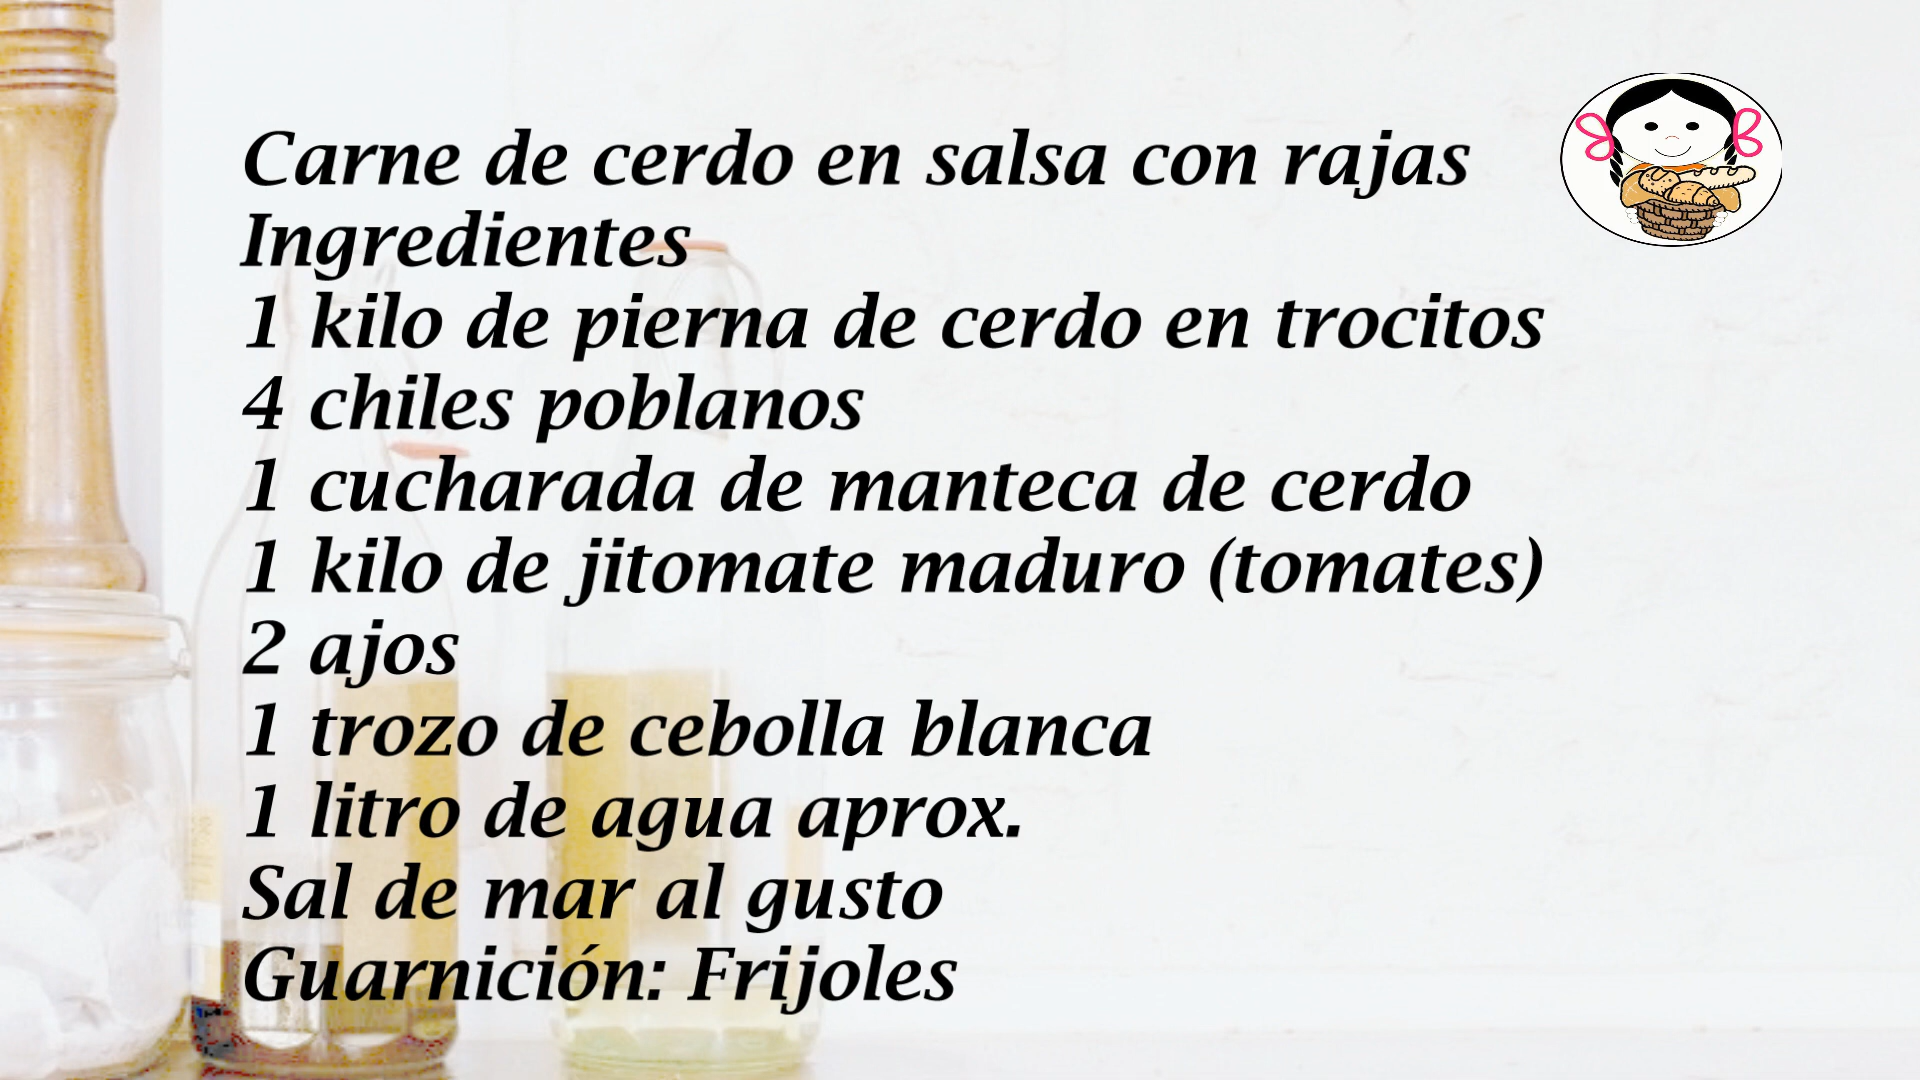 Carne de cerdo en salsa con rajas
Ingredientes
1 kilo de pierna de cerdo en trocitos
4 chiles poblanos
1 cucharada de manteca de cerdo
1 kilo de jitomate maduro (tomates)
2 ajos
1 trozo de cebolla blanca
1 litro de agua aprox.
Sal de mar al gusto
Guarnición: Frijoles